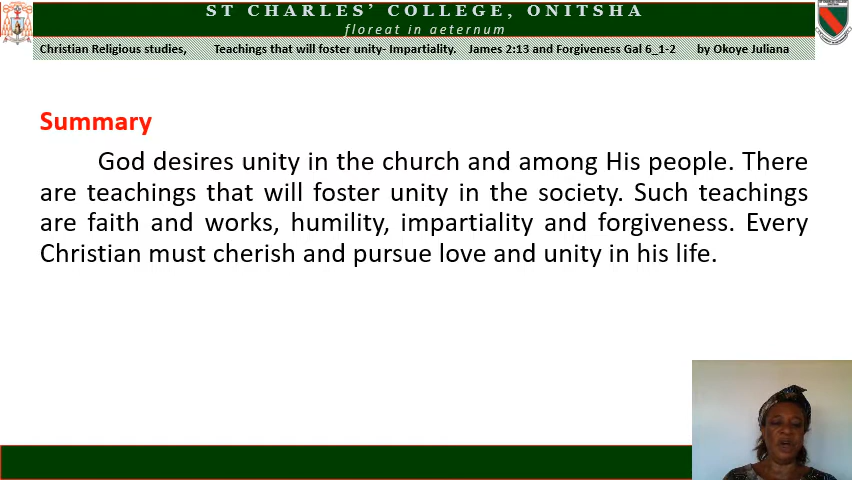 ST CHARLES' COLLEGE, ONITSHA
floreat in aeternum
Christian Religious studies, Teachings that will foster unity- Impartiality. James 2:13 and Forgiveness Gal 6_1-2 by Okoye Juliana
Summary
God desires unity in the church and among His people. There
are teachings that will foster unity in the society. Such teachings
are faith and works, humility, impartiality and forgiveness. Every
Christian must cherish and pursue love and unity in his life.